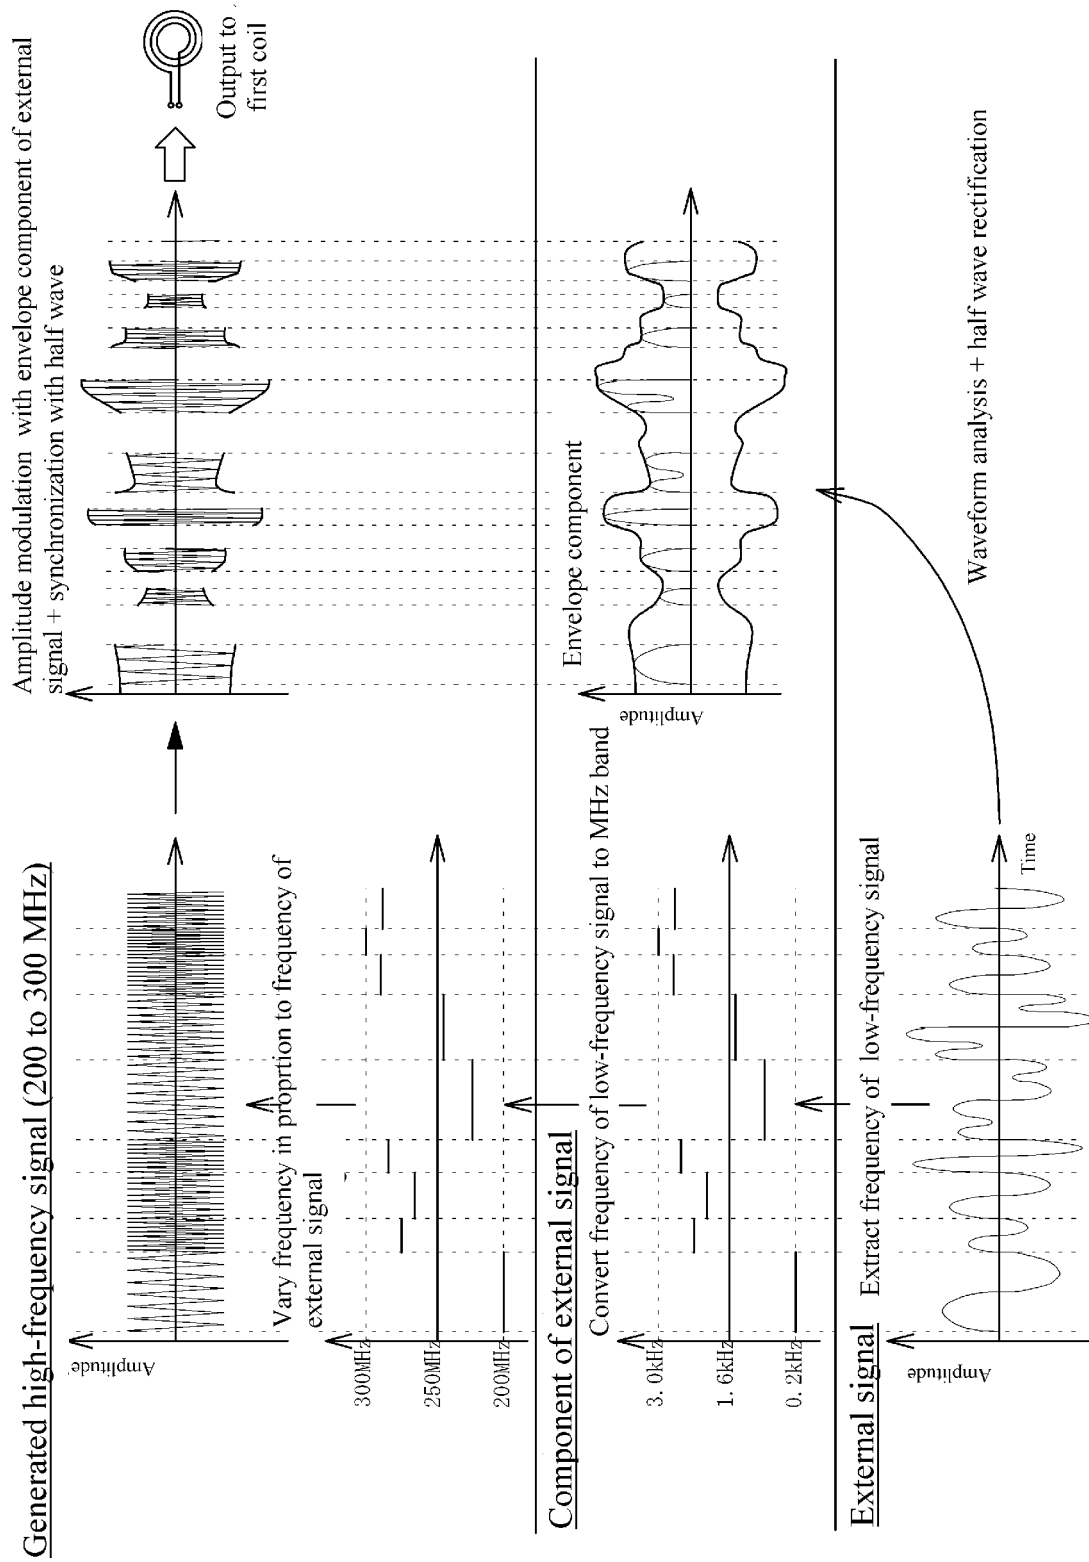 Generated high-frequency signal (200 to 300 MHz)
Amplitude
Amplitude modulation with envelope component of external
signal + synchronization with half wave
Output to
first coil
Vary frequency in proprtion to frequency of
external signal
300MHz
250MHz
200MHz
Component of external signal
Convert frequency of low-frequency signal to MHz band
3.0kHz
1.6kHz
0.2kHz
Envelope component
Amplitude
External signal
Extract frequency of low-frequency signal
Amplitude
Time
Waveform analysis + half wave rectification